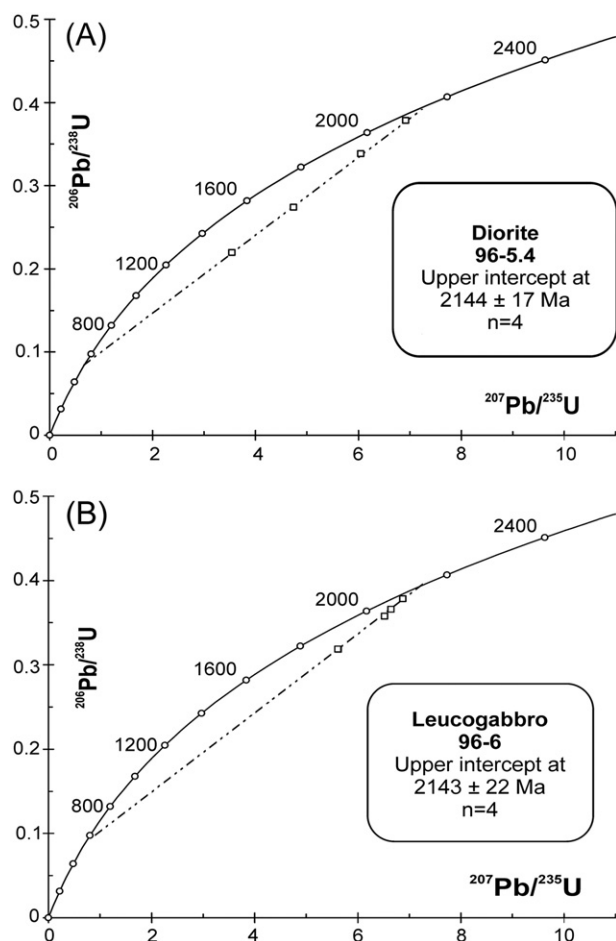 (A)
0.5
0.4
0.3
0.2
0.1
0
²⁰⁶Pb/²³⁸U
800
1200
1600
2000
2400
Diorite
96-5.4
Upper intercept at
2144 ± 17 Ma
n=4
²⁰⁷Pb/²³⁵U
0 2 4 6 8 10
(B)
0.5
0.4
0.3
0.2
0.1
0
²⁰⁶Pb/²³⁸U
800
1200
1600
2000
2400
Leucogabbro
96-6
Upper intercept at
2143 ± 22 Ma
n=4
²⁰⁷Pb/²³⁵U
0 2 4 6 8 10